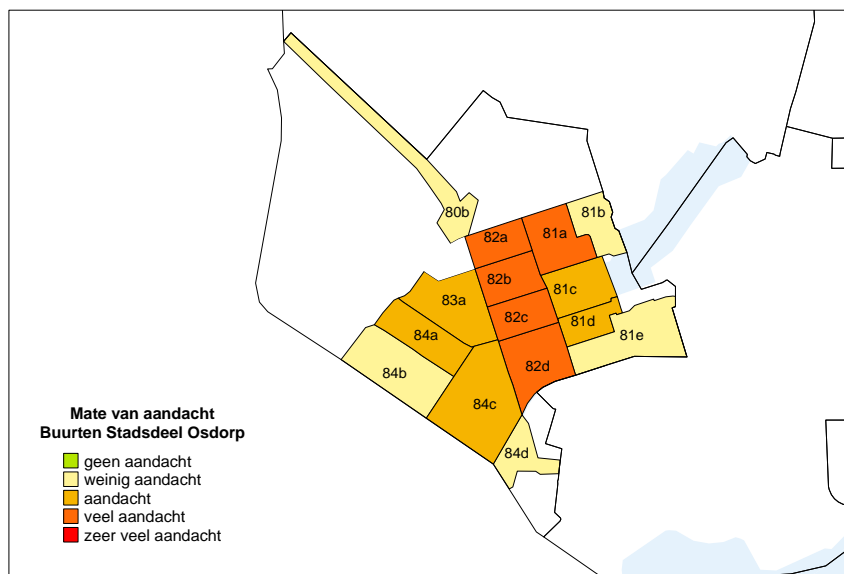 80b
81b
82a
81a
82b
81c
83a
82c
81d
84a
81e
84b
82d
84c
84d
Mate van aandacht
Buurten Stadsdeel Osdorp
geen aandacht
weinig aandacht
aandacht
veel aandacht
zeer veel aandacht